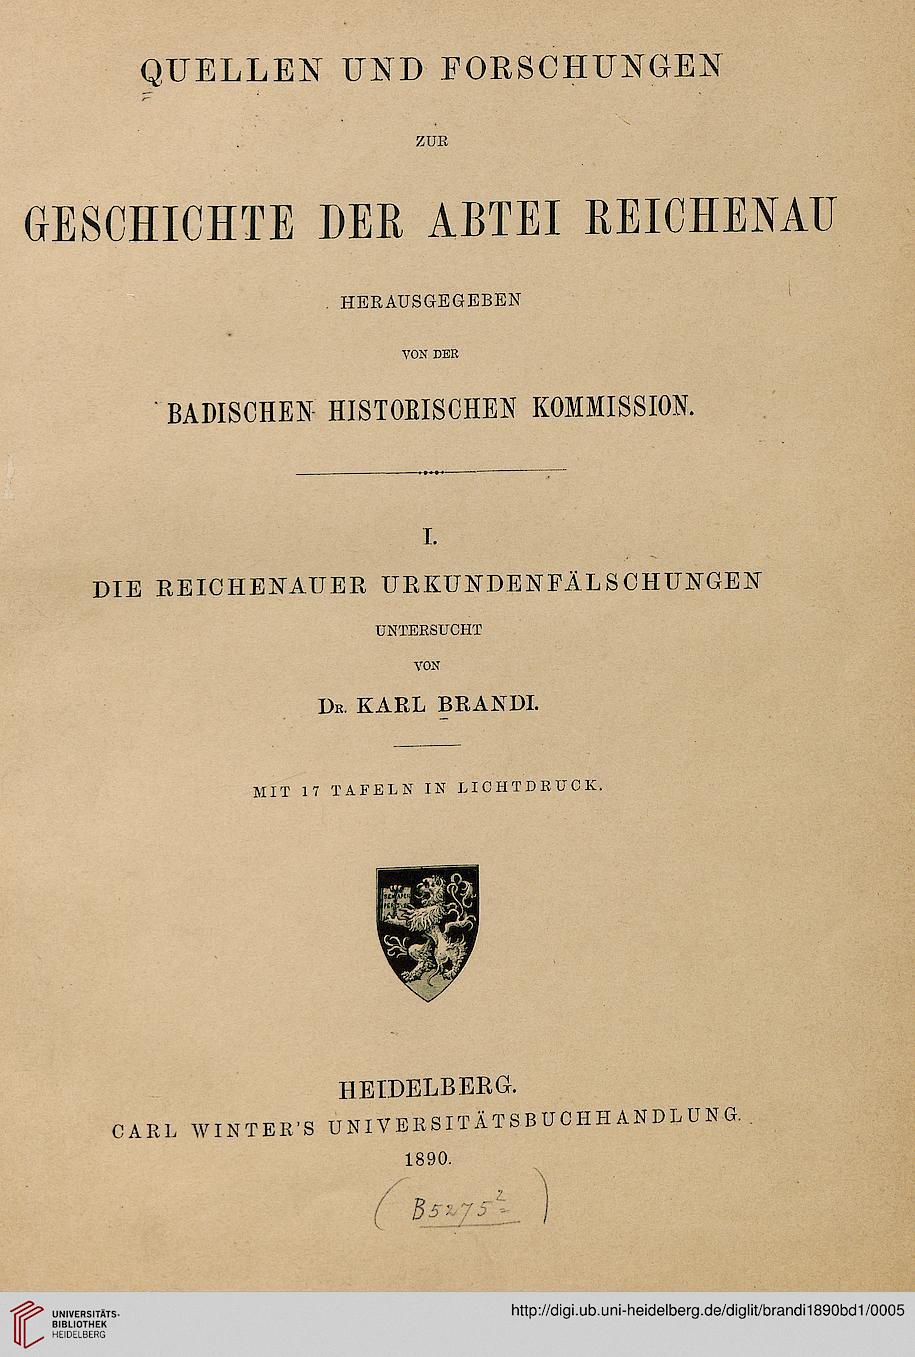 QUELLEN UND FORSCHUNGEN
ZUR
GESCHICHTE DER ABTEI REICHENAU
HERAUSGEGEBEN
VON DER
BADISCHEN HISTORISCHEN KOMMISSION.
I.
DIE REICHENAUER URKUNDENFÄLSCHUNGEN
UNTERSUCHT
VON
DR. KARL BRANDI.
MIT 17 TAFELN IN LICHTDRUCK.
HEIDELBERG.
CARL WINTER'S UNIVERSITÄTSBUCHHANDLUNG.
1890.
(B5275²)
UNIVERSITÄTS-
BIBLIOTHEK
HEIDELBERG
http://digi.ub.uni-heidelberg.de/diglit/brandi1890bd1/0005